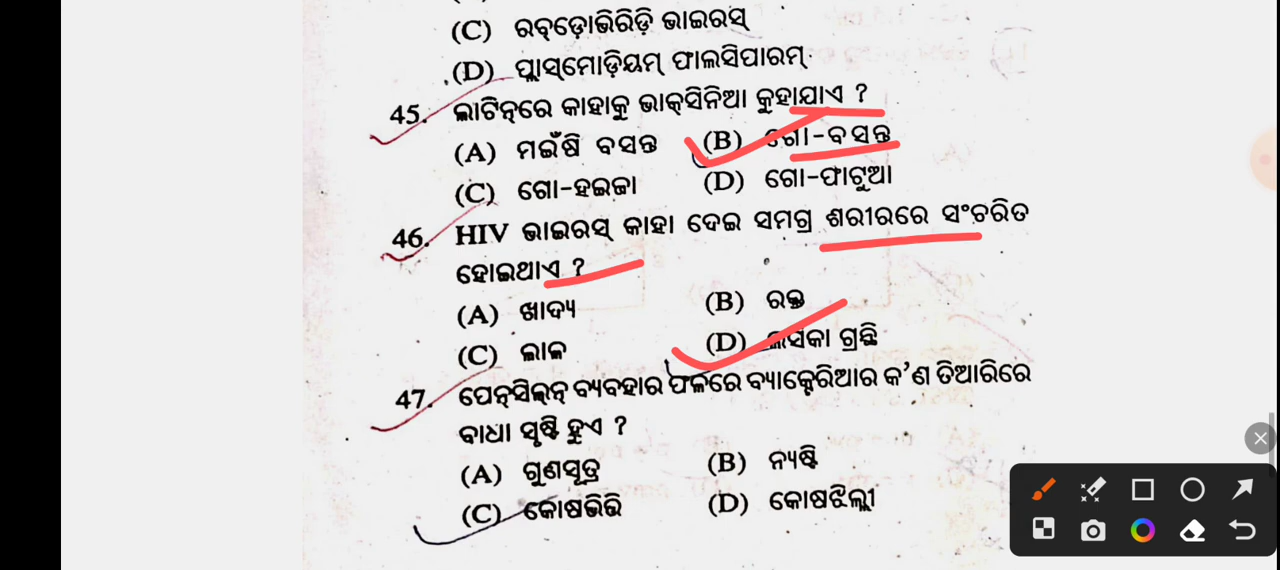 (C) ରବ୍‌ଡ଼ୋଭିରିଡ଼ି ଭାଇରସ୍
(D) ପ୍ଲାସ୍‌ମୋଡ଼ିୟମ୍ ଫାଲସିପାରମ୍
45. ଲାଟିନ୍‌ରେ କାହାକୁ ଭାକ୍‌ସିନିଆ କୁହାଯାଏ ?
(A) ମଇଁଷି ବସନ୍ତ (B) ଗୋ-ବସନ୍ତ
(C) ଗୋ-ହଇଜା (D) ଗୋ-ଫାଟୁଆ
46. HIV ଭାଇରସ୍ କାହା ଦେଇ ସମଗ୍ର ଶରୀରରେ ସଂଚରିତ
ହୋଇଥାଏ ?
(A) ଖାଦ୍ୟ (B) ରକ୍ତ
(C) ଲାଳ (D) ଲସିକା ଗ୍ରନ୍ଥି
47. ପେନ୍‌ସିଲ୍‌ନ୍ ବ୍ୟବହାର ଫଳରେ ବ୍ୟାକ୍ଟେରିଆର କ'ଣ ତିଆରିରେ
ବାଧା ସୃଷ୍ଟି ହୁଏ ?
(A) ଗୁଣସୂତ୍ର (B) ନ୍ୟଷ୍ଟି
(C) କୋଷଭିତ୍ତି (D) କୋଷଝିଲ୍ଲୀ